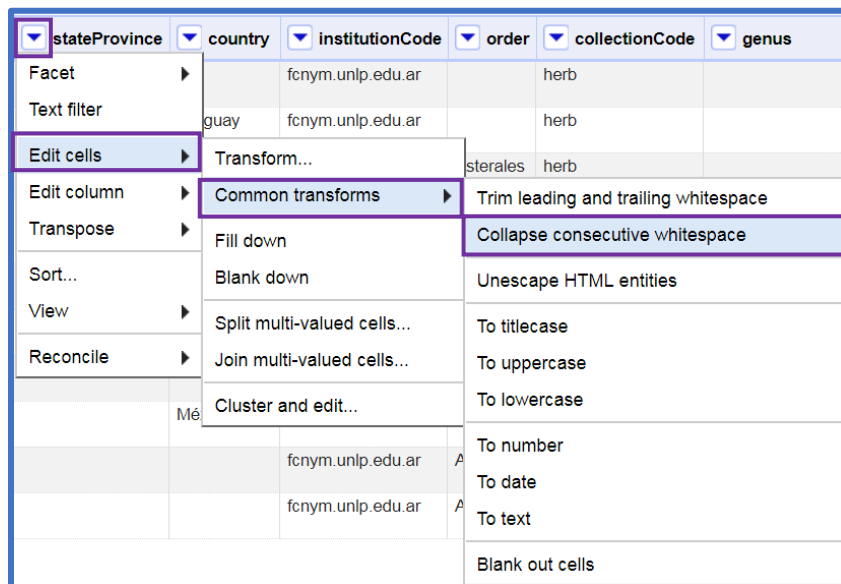 stateProvince country institutionCode order collectionCode genus
Facet
fcnym.unlp.edu.ar herb
Text filter
guay fcnym.unlp.edu.ar herb
Edit cells
Transform...
sterales herb
Edit column
Common transforms
Trim leading and trailing whitespace
Transpose
Fill down
Collapse consecutive whitespace
Sort...
Blank down
Unescape HTML entities
View
Split multi-valued cells...
To titlecase
Reconcile
Join multi-valued cells...
To uppercase
To lowercase
Mé
Cluster and edit...
To number
fcnym.unlp.edu.ar A
To date
fcnym.unlp.edu.ar A
To text
Blank out cells